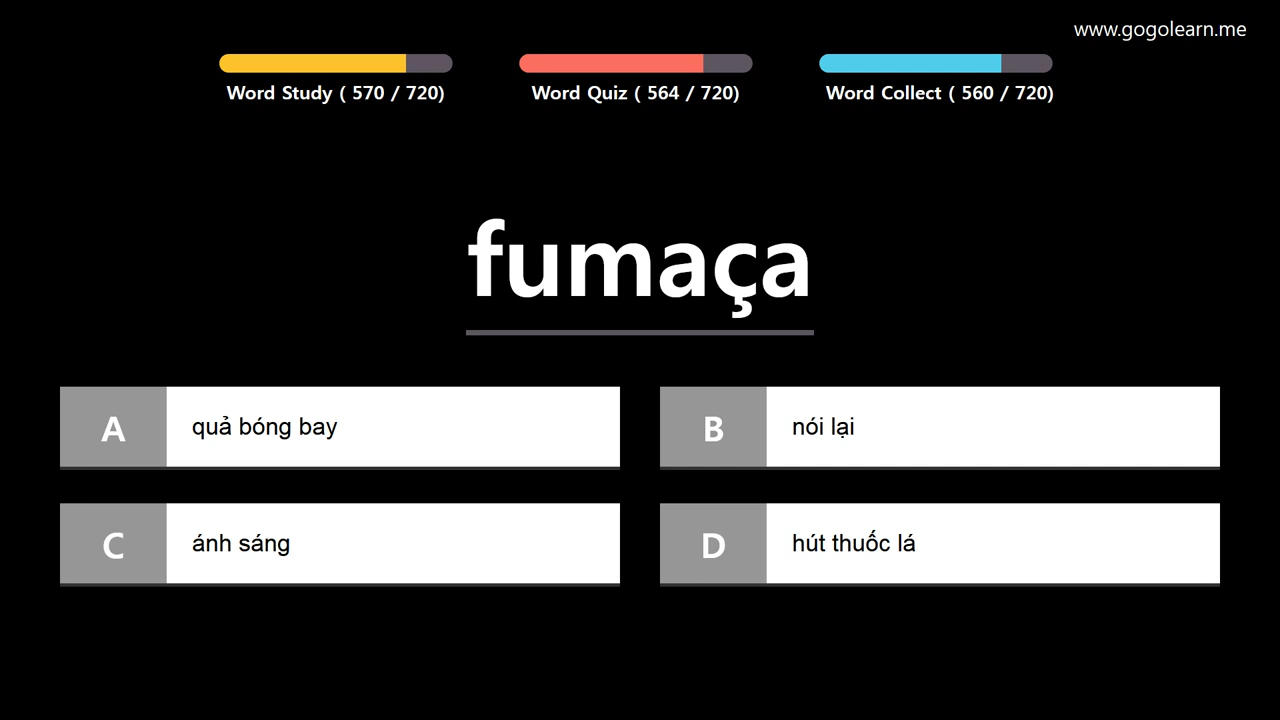 www.gogolearn.me
Word Study ( 570 / 720)
Word Quiz ( 564 / 720)
Word Collect ( 560 / 720)
fumaça
A quả bóng bay
B nói lại
C ánh sáng
D hút thuốc lá